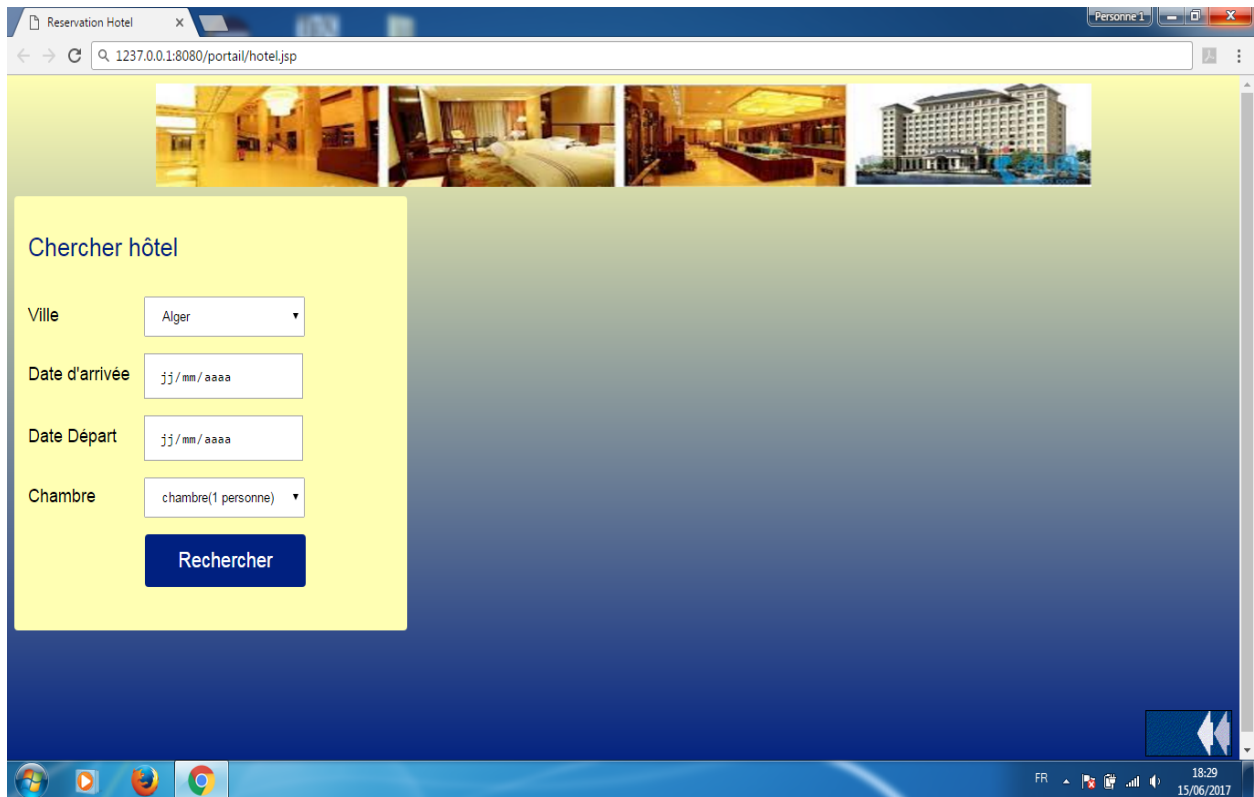 Reservation Hotel
Personne 1
1237.0.0.1:8080/portail/hotel.jsp
Chercher hôtel
Ville
Alger
Date d'arrivée
jj/mm/aaaa
Date Départ
jj/mm/aaaa
Chambre
chambre(1 personne)
Rechercher
FR
18:29
15/06/2017